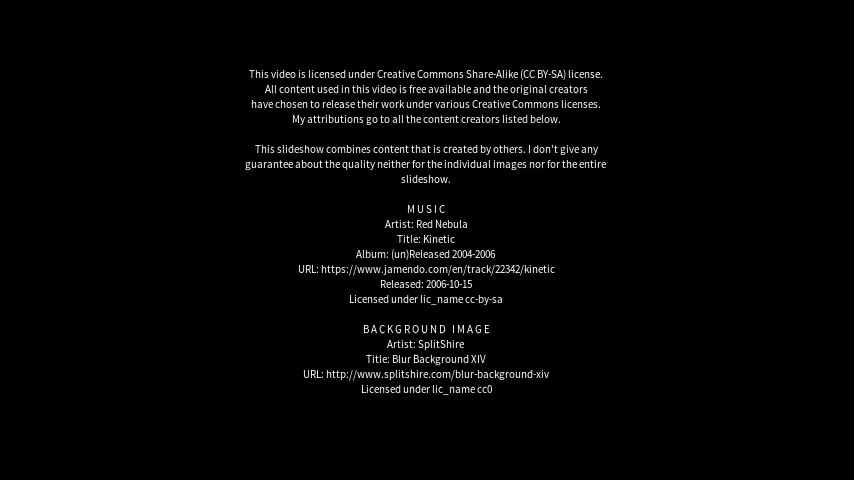 This video is licensed under Creative Commons Share-Alike (CC BY-SA) license.
All content used in this video is free available and the original creators
have chosen to release their work under various Creative Commons licenses.
My attributions go to all the content creators listed below.
This slideshow combines content that is created by others. I don't give any
guarantee about the quality neither for the individual images nor for the entire
slideshow.
MUSIC
Artist: Red Nebula
Title: Kinetic
Album: (un)Released 2004-2006
URL: https://www.jamendo.com/en/track/22342/kinetic
Released: 2006-10-15
Licensed under lic_name cc-by-sa
BACKGROUND IMAGE
Artist: SplitShire
Title: Blur Background XIV
URL: http://www.splitshire.com/blur-background-xiv
Licensed under lic_name cc0